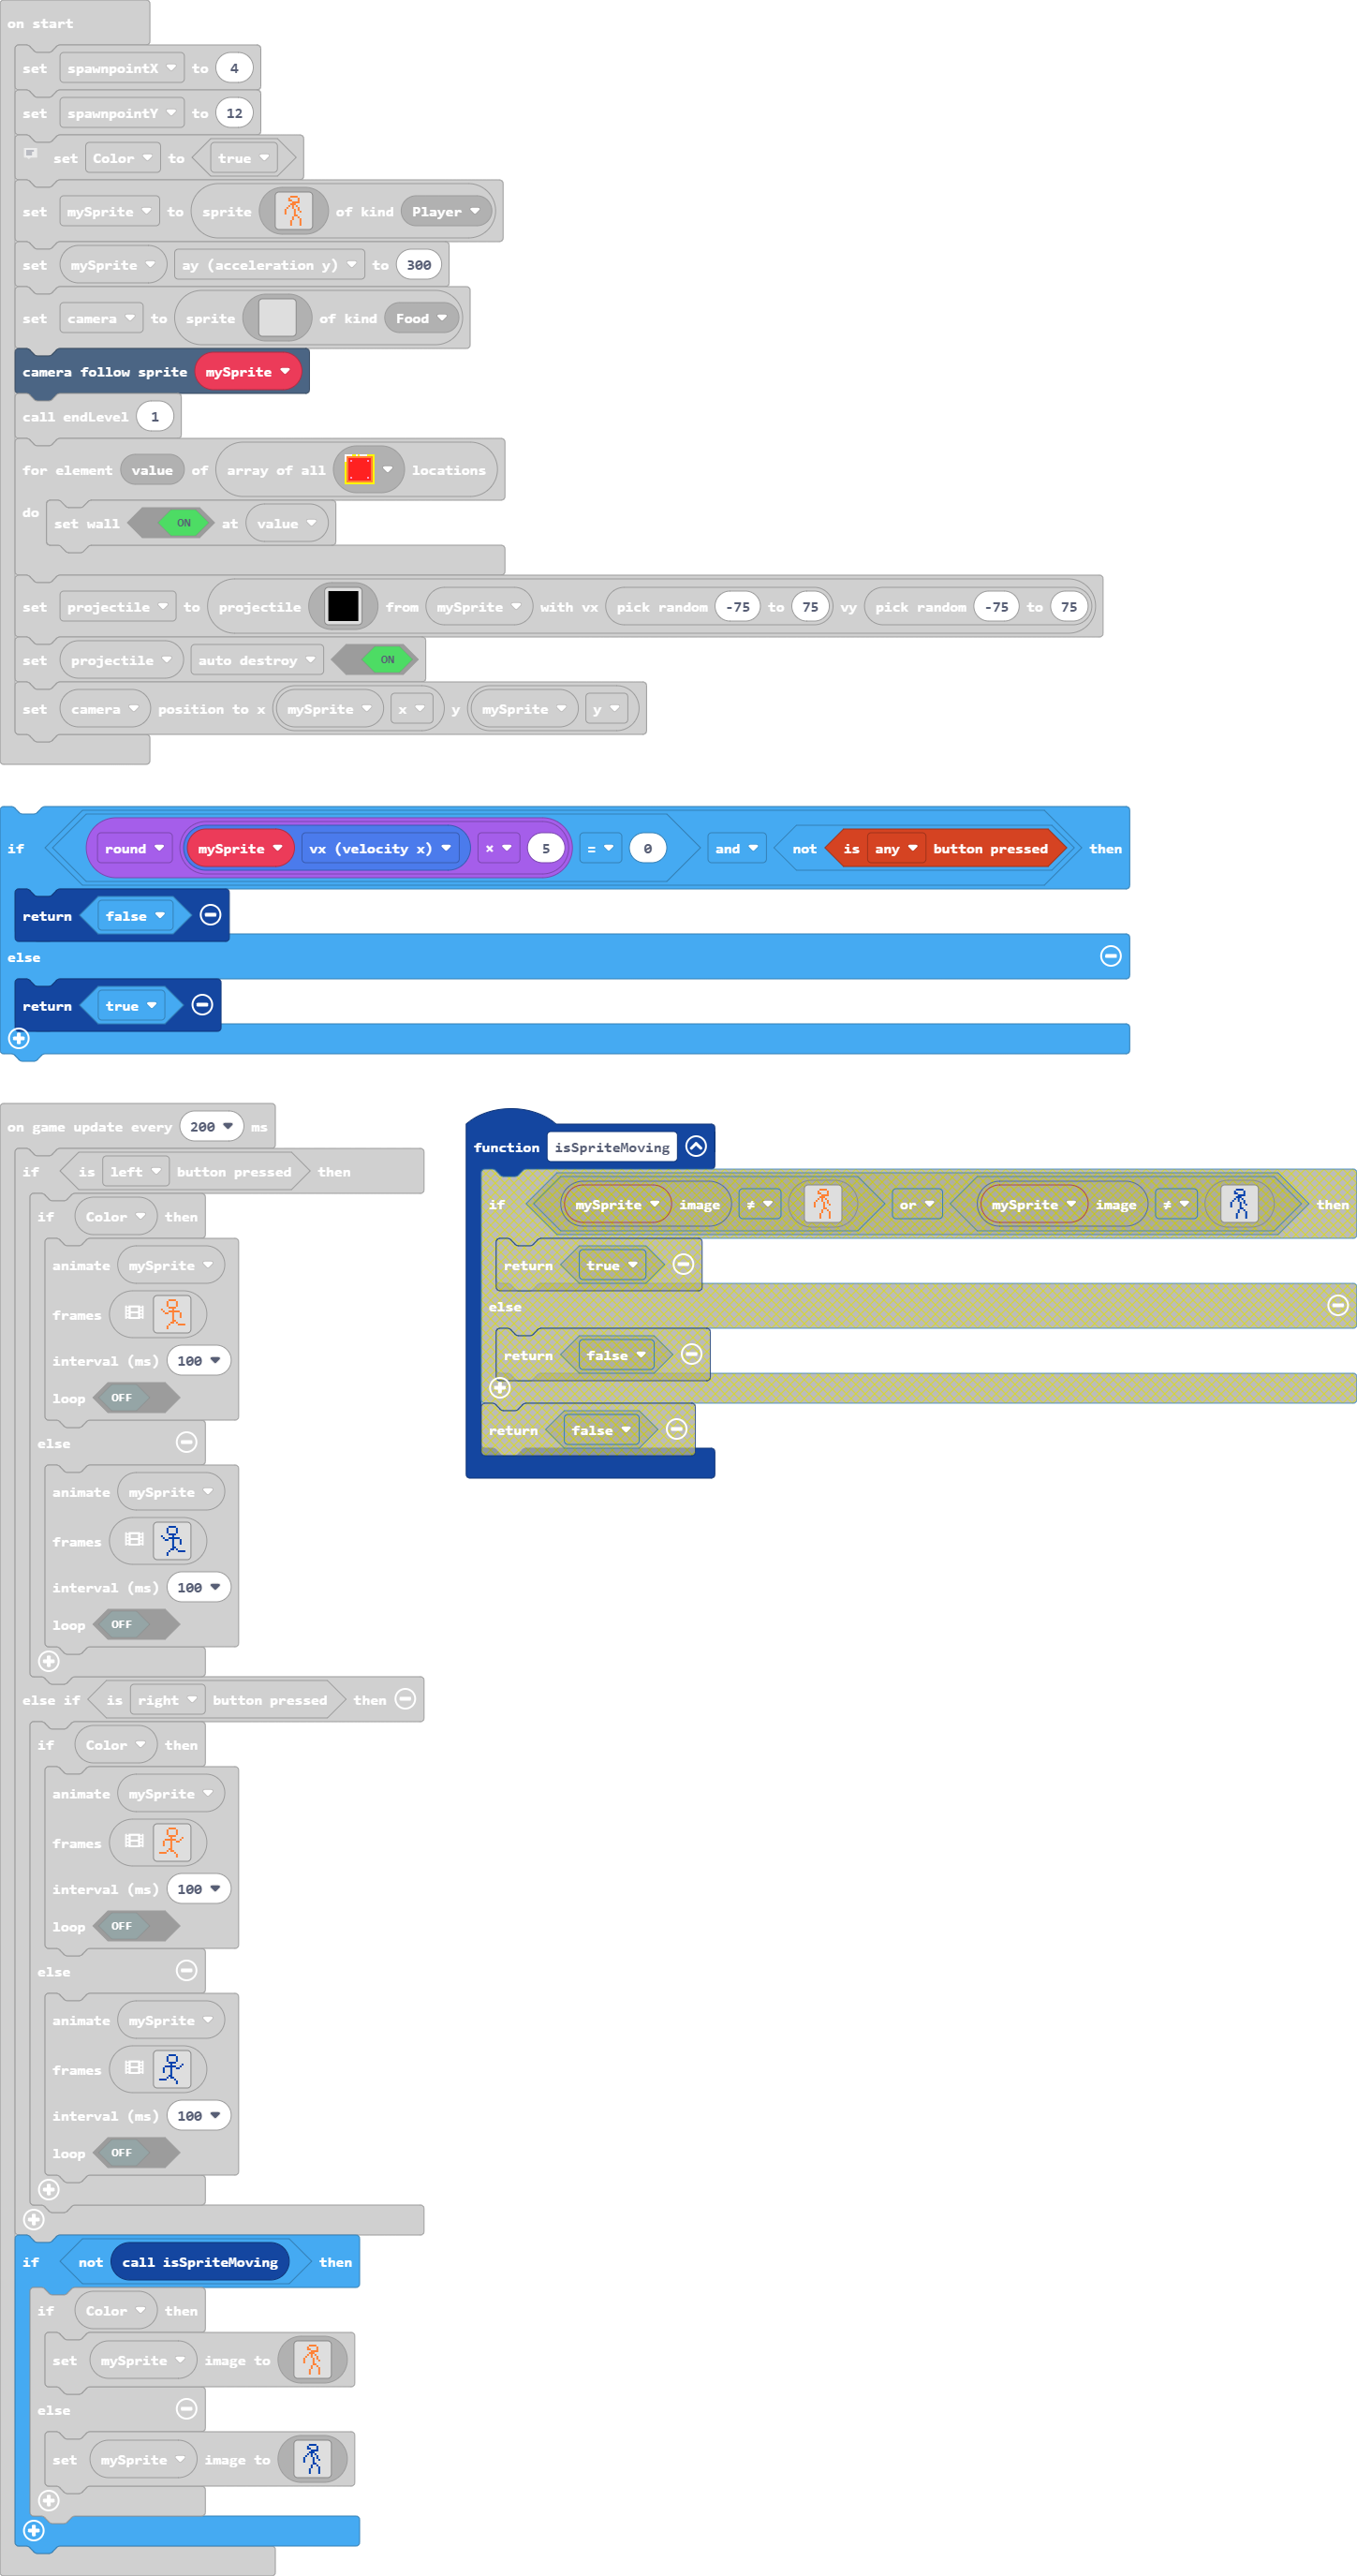 on start
set spawnpointX to 4
set spawnpointY to 12
set Color to true
set mySprite to sprite of kind Player
set mySprite ay (acceleration y) to 300
set camera to sprite of kind Food
camera follow sprite mySprite
call endLevel 1
for element value of array of all locations
do set wall ON at value
set projectile to projectile from mySprite with vx pick random -75 to 75 vy pick random -75 to 75
set projectile auto destroy ON
set camera position to x mySprite x y mySprite y
if round mySprite vx (velocity x) × 5 = 0 and not is any button pressed then
return false
else
return true
on game update every 200 ms
if is left button pressed then
if Color then
animate mySprite
frames
interval (ms) 100
loop OFF
else
animate mySprite
frames
interval (ms) 100
loop OFF
else if is right button pressed then
if Color then
animate mySprite
frames
interval (ms) 100
loop OFF
else
animate mySprite
frames
interval (ms) 100
loop OFF
if not call isSpriteMoving then
if Color then
set mySprite image to
else
set mySprite image to
function isSpriteMoving
if mySprite image ≠ or mySprite image ≠ then
return true
else
return false
return false